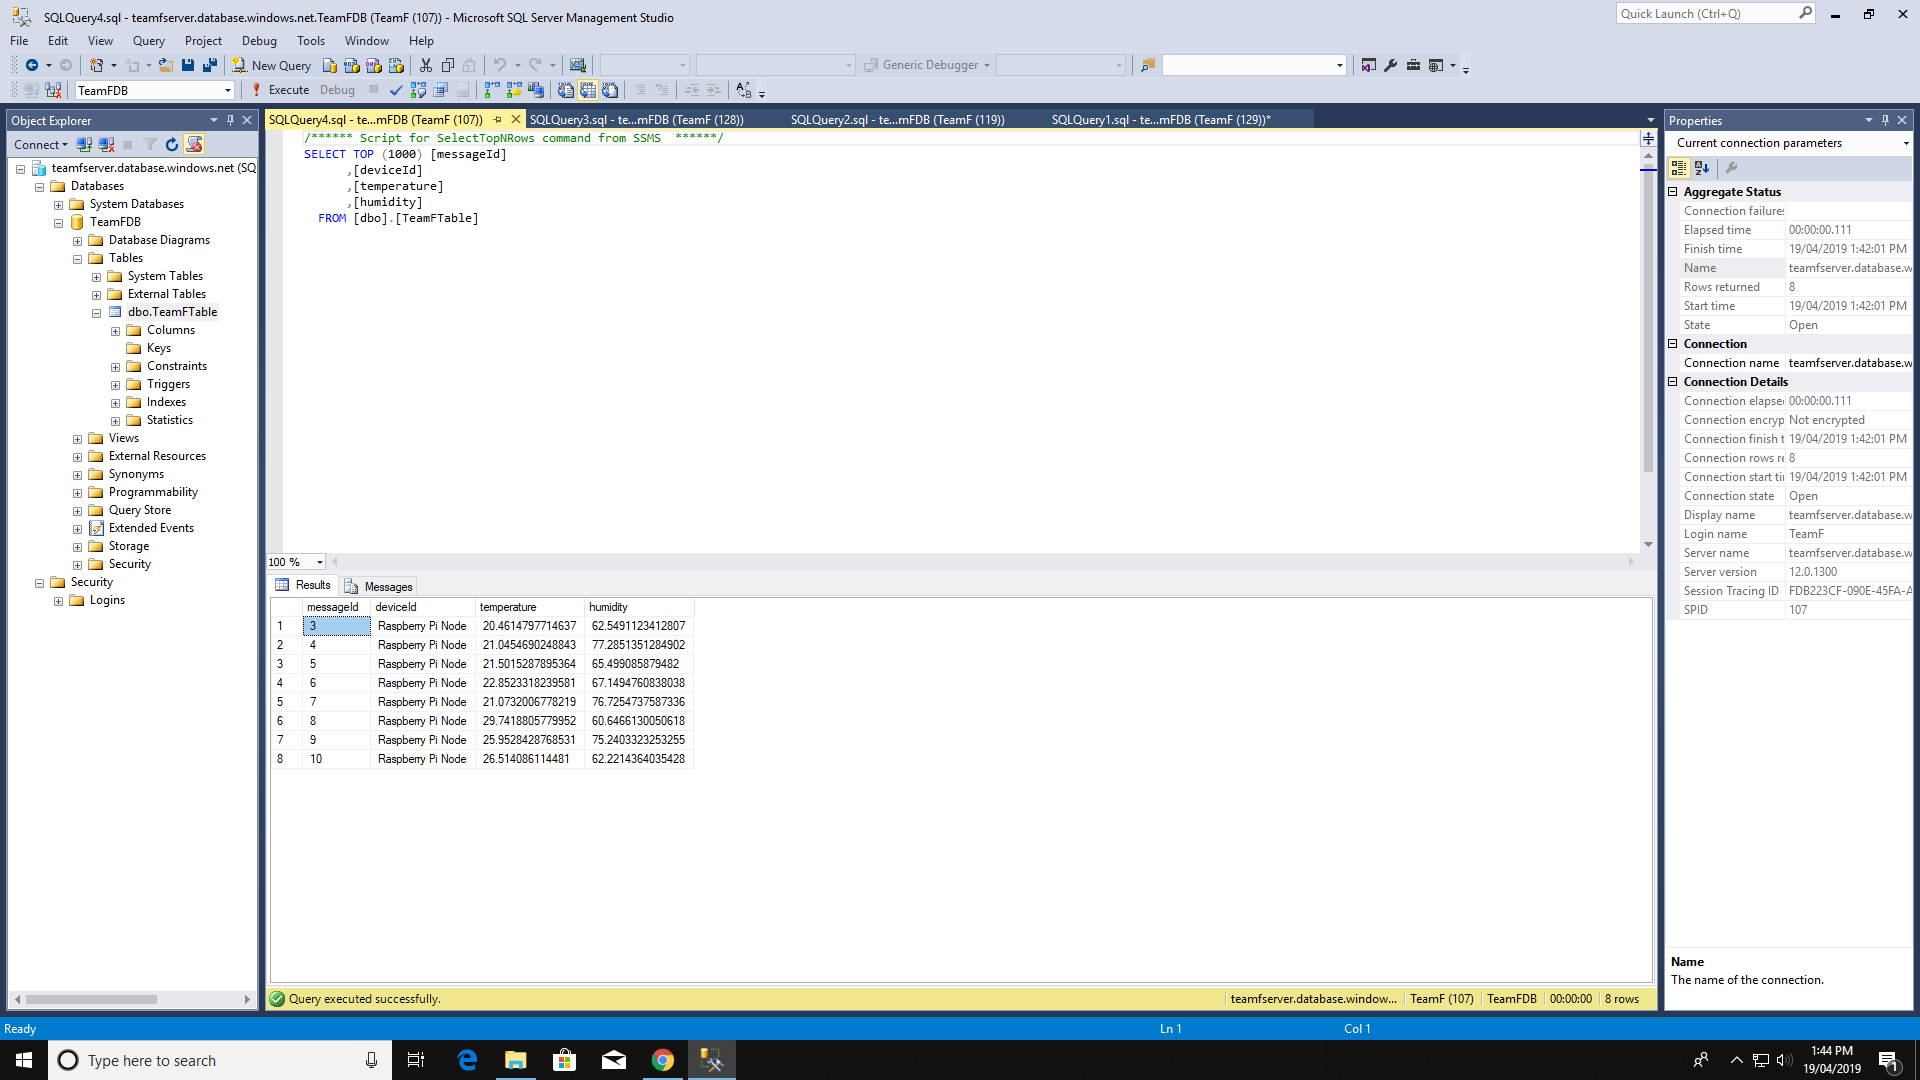 SQLQuery4.sql - teamfserver.database.windows.net.TeamFDB (TeamF (107)) - Microsoft SQL Server Management Studio
Quick Launch (Ctrl+Q)
File Edit View Query Project Debug Tools Window Help
New Query
Generic Debugger
TeamFDB
Execute Debug
Object Explorer
Connect
teamfserver.database.windows.net (SQ
Databases
System Databases
TeamFDB
Database Diagrams
Tables
System Tables
External Tables
dbo.TeamFTable
Columns
Keys
Constraints
Triggers
Indexes
Statistics
Views
External Resources
Synonyms
Programmability
Query Store
Extended Events
Storage
Security
Security
Logins
SQLQuery4.sql - te...mFDB (TeamF (107)) SQLQuery3.sql - te...mFDB (TeamF (128)) SQLQuery2.sql - te...mFDB (TeamF (119)) SQLQuery1.sql - te...mFDB (TeamF (129))*
/****** Script for SelectTopNRows command from SSMS ******/
SELECT TOP (1000) [messageId]
,[deviceId]
,[temperature]
,[humidity]
FROM [dbo].[TeamFTable]
100 %
Results Messages
messageId deviceId temperature humidity
1 3 Raspberry Pi Node 20.4614797714637 62.5491123412807
2 4 Raspberry Pi Node 21.0454690248843 77.2851351284902
3 5 Raspberry Pi Node 21.5015287895364 65.499085879482
4 6 Raspberry Pi Node 22.8523318239581 67.1494760838038
5 7 Raspberry Pi Node 21.0732006778219 76.7254737587336
6 8 Raspberry Pi Node 29.7418805779952 60.6466130050618
7 9 Raspberry Pi Node 25.9528428768531 75.2403323253255
8 10 Raspberry Pi Node 26.514086114481 62.2214364035428
Query executed successfully.
teamfserver.database.window... TeamF (107) TeamFDB 00:00:00 8 rows
Properties
Current connection parameters
Aggregate Status
Connection failures
Elapsed time 00:00:00.111
Finish time 19/04/2019 1:42:01 PM
Name teamfserver.database.w
Rows returned 8
Start time 19/04/2019 1:42:01 PM
State Open
Connection
Connection name teamfserver.database.w
Connection Details
Connection elapse 00:00:00.111
Connection encryp Not encrypted
Connection finish t 19/04/2019 1:42:01 PM
Connection rows re 8
Connection start ti 19/04/2019 1:42:01 PM
Connection state Open
Display name teamfserver.database.w
Login name TeamF
Server name teamfserver.database.w
Server version 12.0.1300
Session Tracing ID FDB223CF-090E-45FA-A
SPID 107
Name
The name of the connection.
Ready
Ln 1
Col 1
Type here to search
1:44 PM
19/04/2019
1